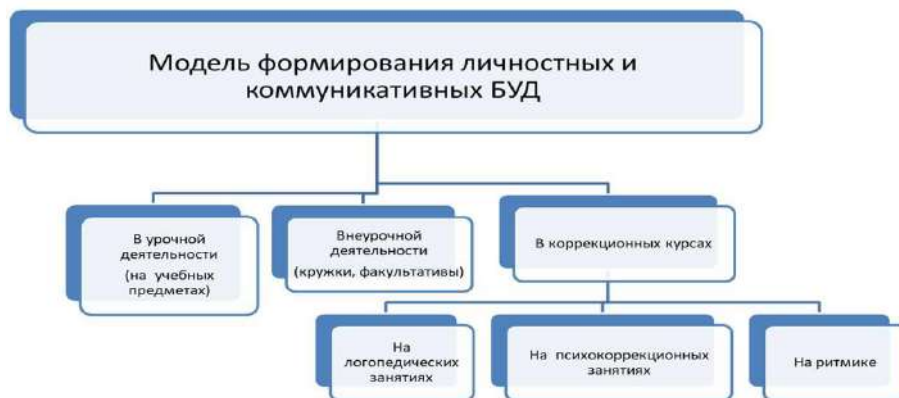 Модель формирования личностных и
коммуникативных БУД
В урочной
деятельности
(на учебных
предметах)
Внеурочной
деятельности
(кружки, факультативы)
В коррекционных курсах
На
логопедических
занятиях
На психокоррекционных
занятиях
На ритмике